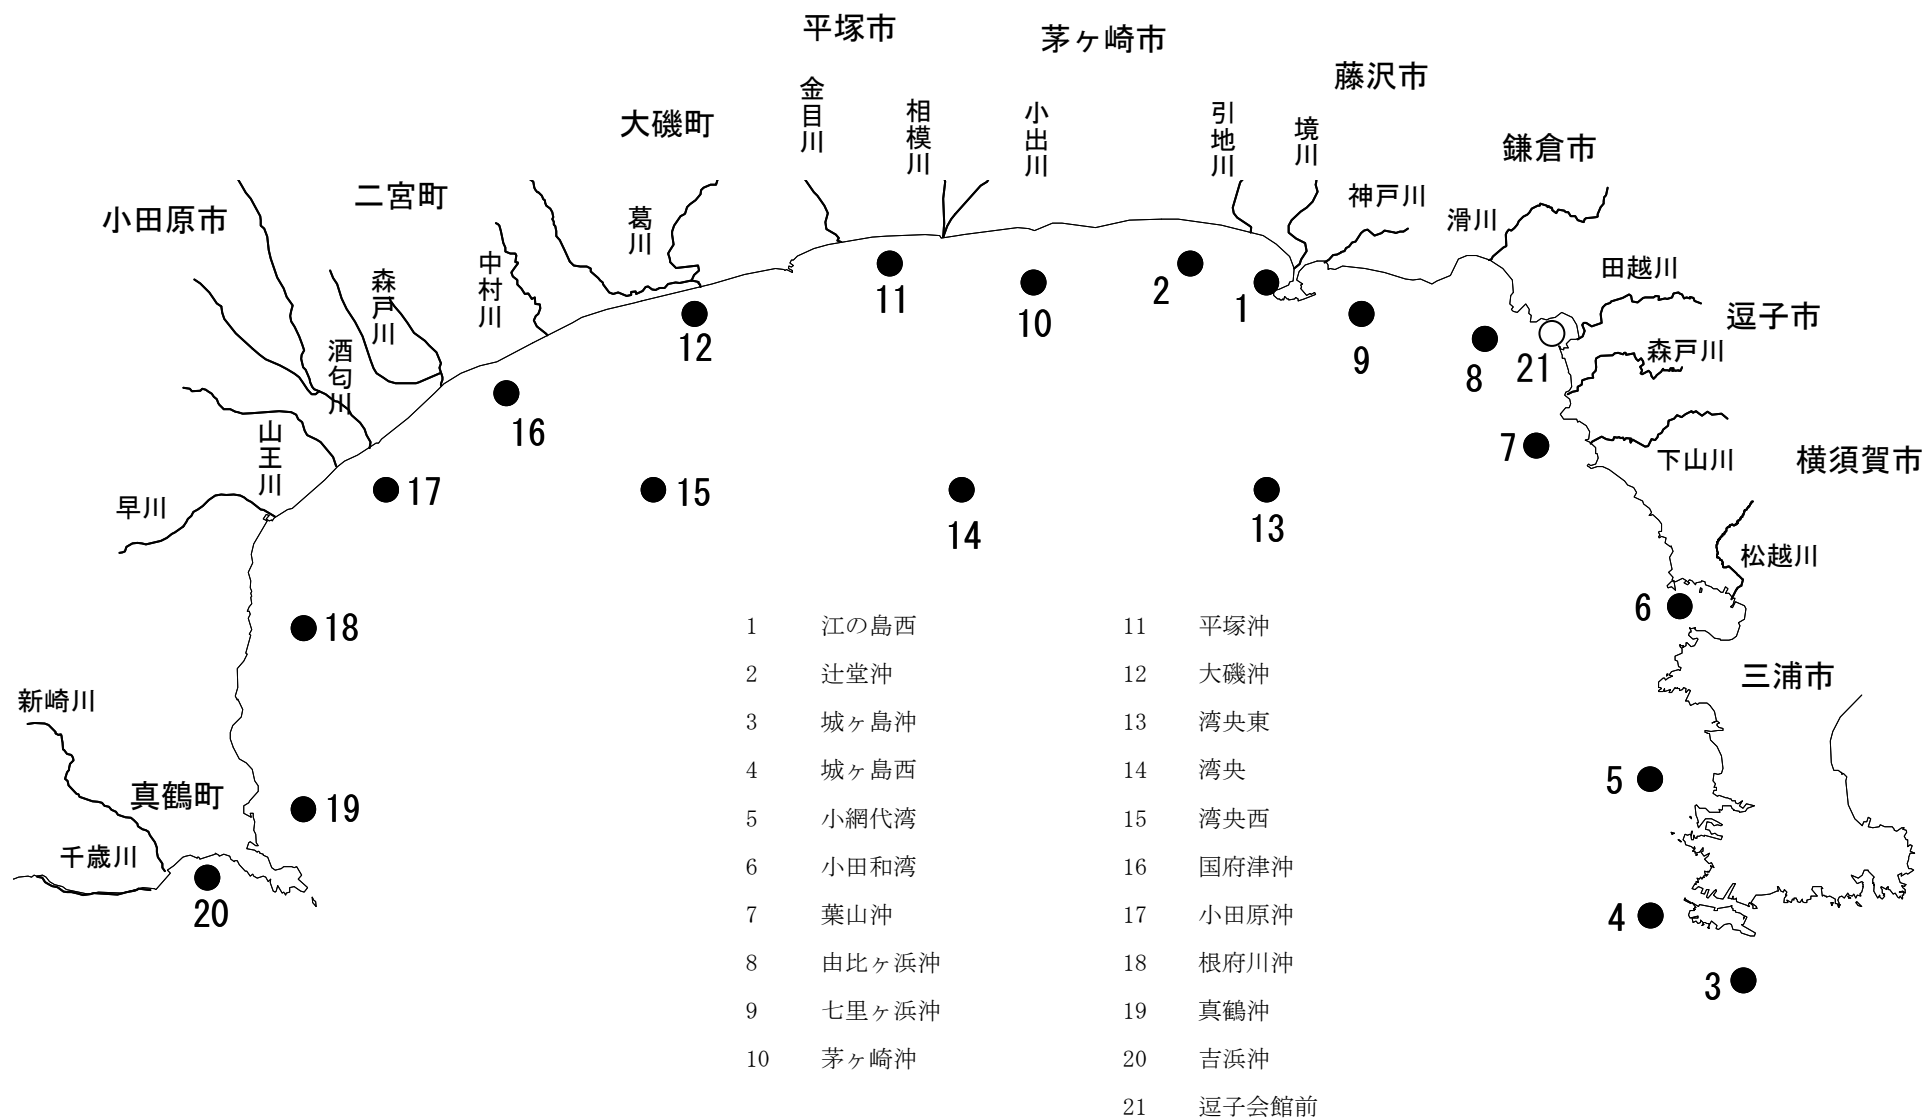 平塚市
茅ヶ崎市
藤沢市
大磯町
金目川
相模川
小出川
引地川
境川
鎌倉市
二宮町
小田原市
葛川
神戸川
滑川
中村川
森戸川
田越川
逗子市
酒匂川
森戸川
山王川
下山川
横須賀市
早川
松越川
三浦市
新崎川
真鶴町
千歳川
11
10
2
1
12
9
8
21
16
7
17
15
14
13
6
18
5
19
20
4
3
1 江の島西 11 平塚沖
2 辻堂沖 12 大磯沖
3 城ヶ島沖 13 湾央東
4 城ヶ島西 14 湾央
5 小網代湾 15 湾央西
6 小田和湾 16 国府津沖
7 葉山沖 17 小田原沖
8 由比ヶ浜沖 18 根府川沖
9 七里ヶ浜沖 19 真鶴沖
10 茅ヶ崎沖 20 吉浜沖
21 逗子会館前